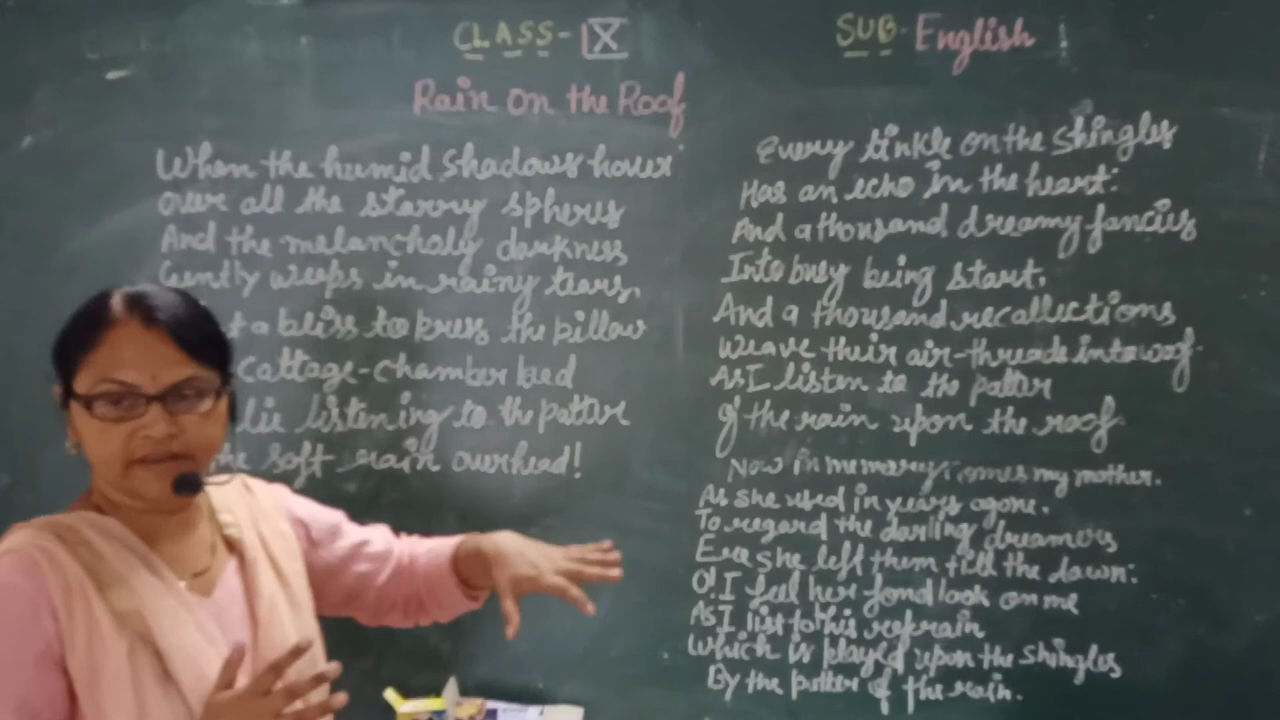 CLASS - IX
SUB - English
Rain on the Roof
When the humid shadows hover
over all the starry spheres
And the melancholy darkness
Gently weeps in rainy tears,
a bliss to press the pillow
cottage-chamber bed
lie listening to the patter
soft rain overhead!
Every tinkle on the shingles
Has an echo in the heart:
And a thousand dreamy fancies
Into busy being start,
And a thousand recallections
Weave their air-threads into woof
As I listen to the patter
of the rain upon the roof.
Now in memory comes my mother.
As she used in years agone.
To regard the darling dreamers
Ere she left them till the dawn:
O! I feel her fond look on me
As I list to this refrain
Which is played upon the shingles
By the patter of the rain.